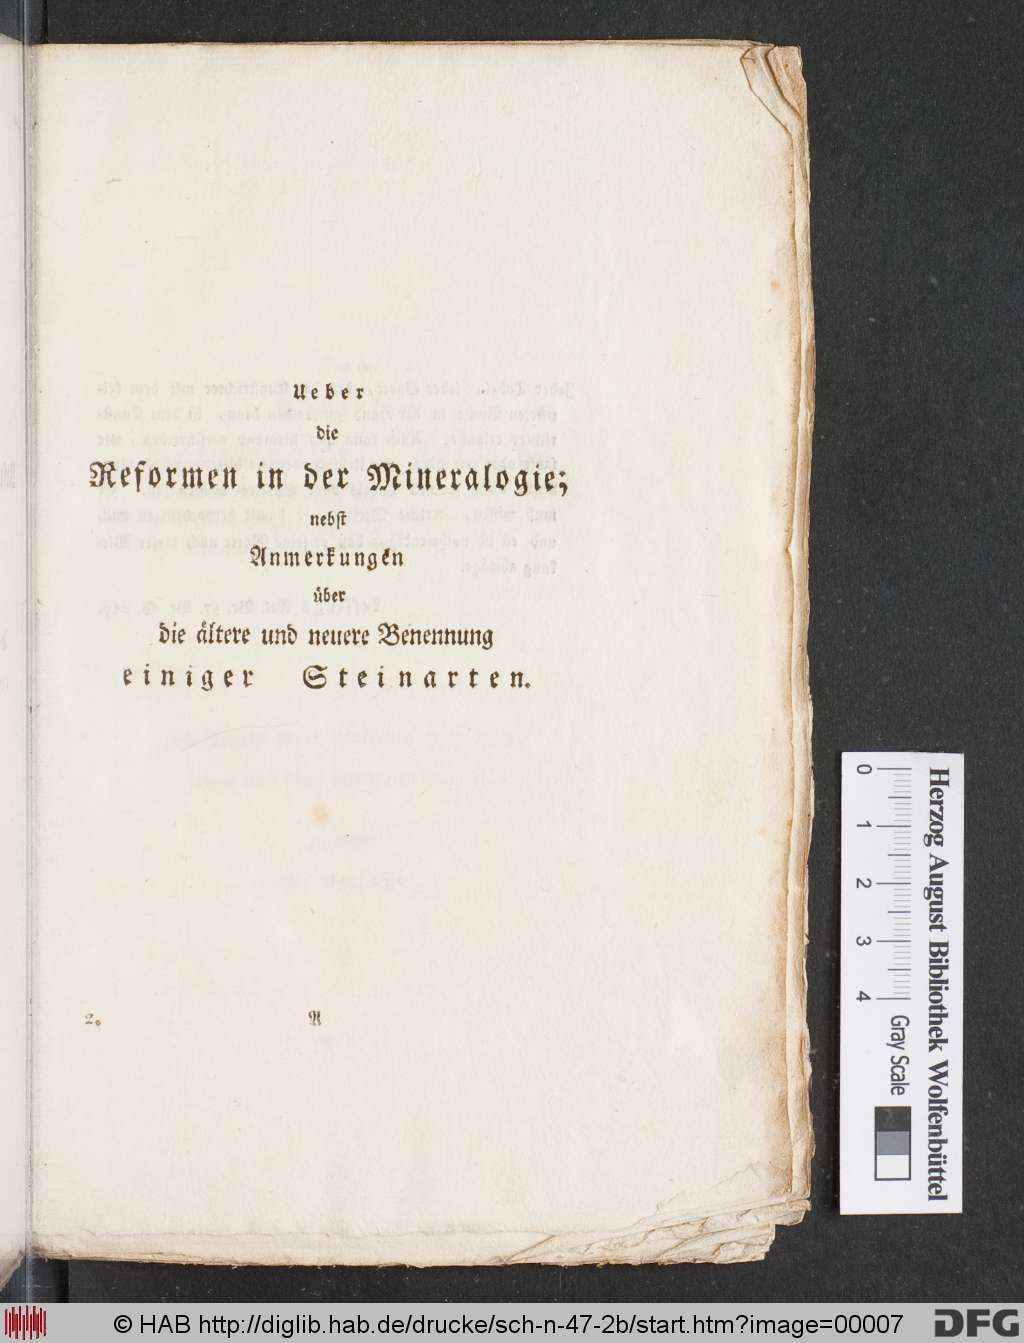 Ueber
die
Reformen in der Mineralogie;
nebst
Anmerkungen
über
die ältere und neuere Benennung
einiger Steinarten.
2. A
0 1 2 3 4 Gray Scale
Herzog August Bibliothek Wolfenbüttel
© HAB http://diglib.hab.de/drucke/sch-n-47-2b/start.htm?image=00007
DFG